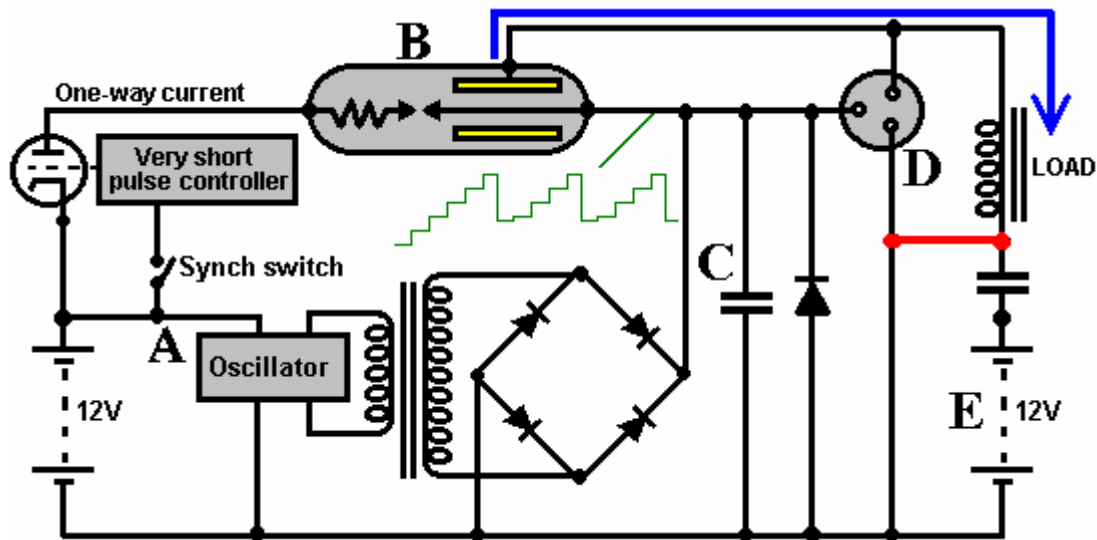 B
One-way current
Very short
pulse controller
D
LOAD
Synch switch
C
A
Oscillator
12V
E
12V